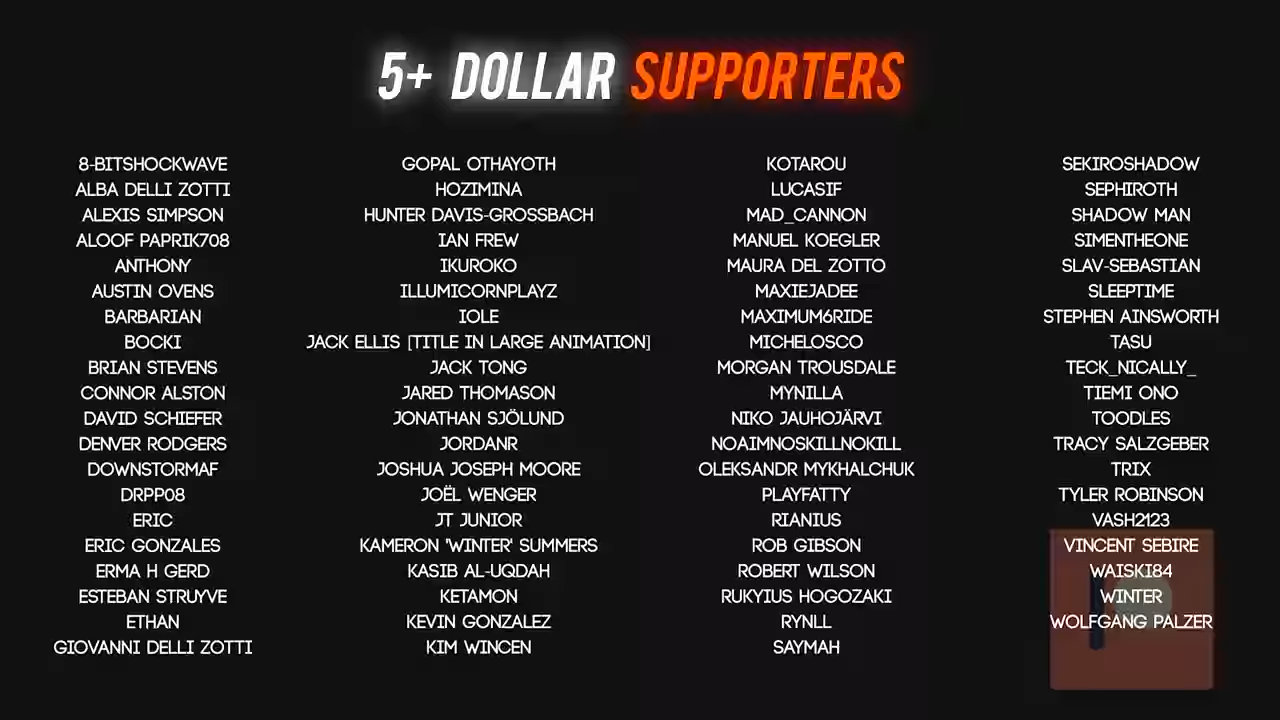 5+ DOLLAR SUPPORTERS
8-BITSHOCKWAVE
ALBA DELLI ZOTTI
ALEXIS SIMPSON
ALOOF PAPRIK708
ANTHONY
AUSTIN OVENS
BARBARIAN
BOCKI
BRIAN STEVENS
CONNOR ALSTON
DAVID SCHIEFER
DENVER RODGERS
DOWNSTORMAF
DRPP08
ERIC
ERIC GONZALES
ERMA H GERD
ESTEBAN STRUYVE
ETHAN
GIOVANNI DELLI ZOTTI
GOPAL OTHAYOTH
HOZIMINA
HUNTER DAVIS-GROSSBACH
IAN FREW
IKUROKO
ILLUMICORNPLAYZ
IOLE
JACK ELLIS [TITLE IN LARGE ANIMATION]
JACK TONG
JARED THOMASON
JONATHAN SJÖLUND
JORDANR
JOSHUA JOSEPH MOORE
JOËL WENGER
JT JUNIOR
KAMERON 'WINTER' SUMMERS
KASIB AL-UQDAH
KETAMON
KEVIN GONZALEZ
KIM WINCEN
KOTAROU
LUCASIF
MAD_CANNON
MANUEL KOEGLER
MAURA DEL ZOTTO
MAXIEJADEE
MAXIMUM6RIDE
MICHELOSCO
MORGAN TROUSDALE
MYNILLA
NIKO JAUHOJÄRVI
NOAIMNOSKILLNOKILL
OLEKSANDR MYKHALCHUK
PLAYFATTY
RIANIUS
ROB GIBSON
ROBERT WILSON
RUKYIUS HOGOZAKI
RYNLL
SAYMAH
SEKIROSHADOW
SEPHIROTH
SHADOW MAN
SIMENTHEONE
SLAV-SEBASTIAN
SLEEPTIME
STEPHEN AINSWORTH
TASU
TECK_NICALLY_
TIEMI ONO
TOODLES
TRACY SALZGEBER
TRIX
TYLER ROBINSON
VASH2123
VINCENT SEBIRE
WAISKI84
WINTER
WOLFGANG PALZER